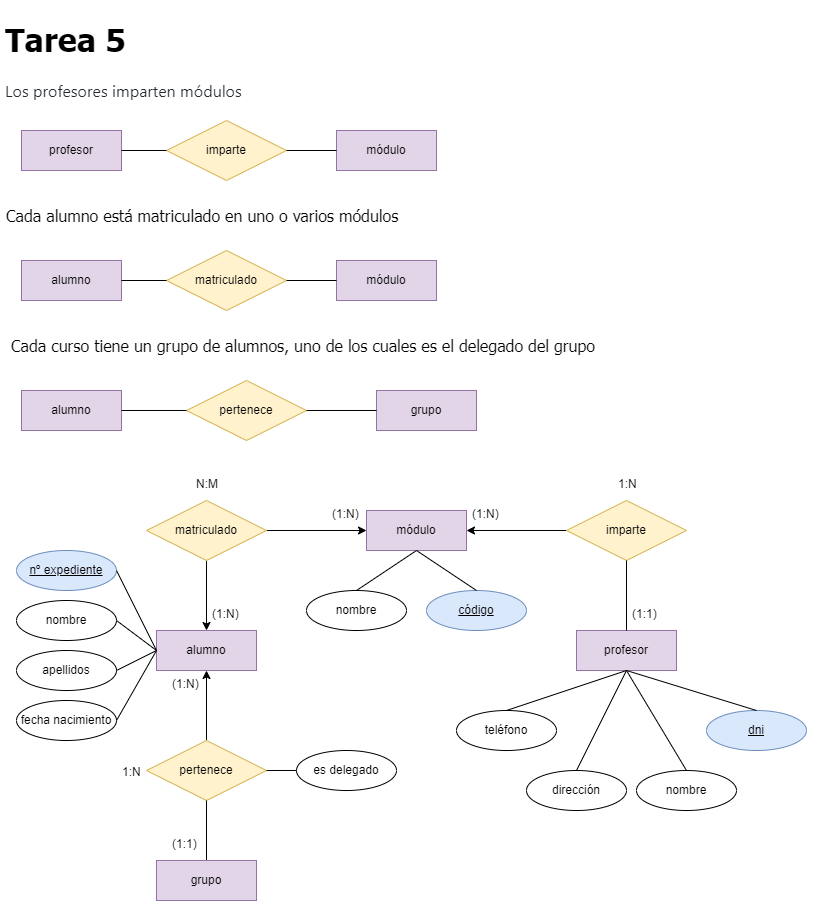 Tarea 5
Los profesores imparten módulos
profesor
imparte
módulo
Cada alumno está matriculado en uno o varios módulos
alumno
matriculado
módulo
Cada curso tiene un grupo de alumnos, uno de los cuales es el delegado del grupo
alumno
pertenece
grupo
N:M
1:N
matriculado
(1:N)
módulo
(1:N)
imparte
nº expediente
nombre
código
nombre
(1:N)
(1:1)
alumno
profesor
apellidos
(1:N)
fecha nacimiento
teléfono
dni
1:N
pertenece
es delegado
dirección
nombre
(1:1)
grupo